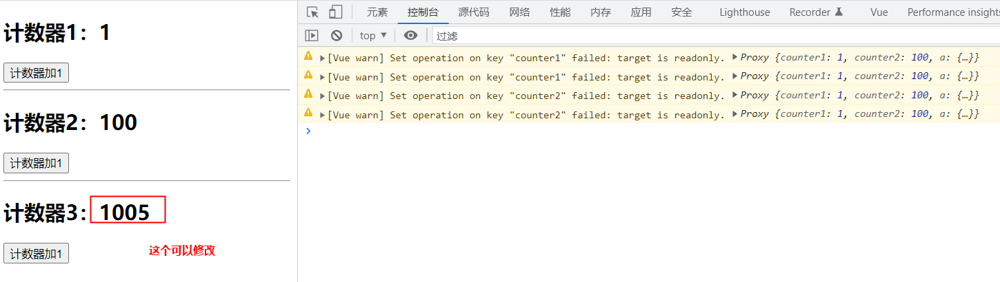 计数器1：1
计数器加1
计数器2：100
计数器加1
计数器3：1005
计数器加1
这个可以修改
元素 控制台 源代码 网络 性能 内存 应用 安全 Lighthouse Recorder Vue Performance insights
top ▼ 过滤
[Vue warn] Set operation on key "counter1" failed: target is readonly. Proxy {counter1: 1, counter2: 100, a: {…}}
[Vue warn] Set operation on key "counter1" failed: target is readonly. Proxy {counter1: 1, counter2: 100, a: {…}}
[Vue warn] Set operation on key "counter2" failed: target is readonly. Proxy {counter1: 1, counter2: 100, a: {…}}
[Vue warn] Set operation on key "counter2" failed: target is readonly. Proxy {counter1: 1, counter2: 100, a: {…}}